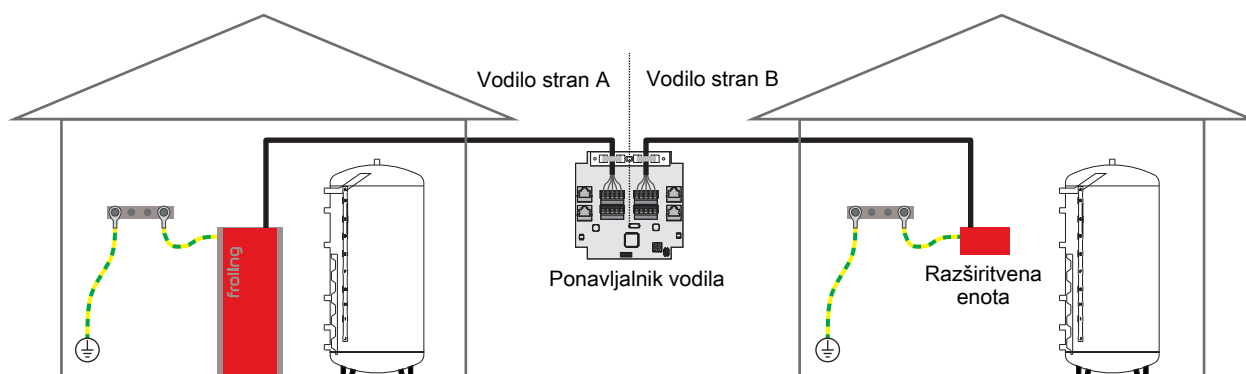 Vodilo stran A
Vodilo stran B
Ponavljalnik vodila
froling
Razširitvena
enota